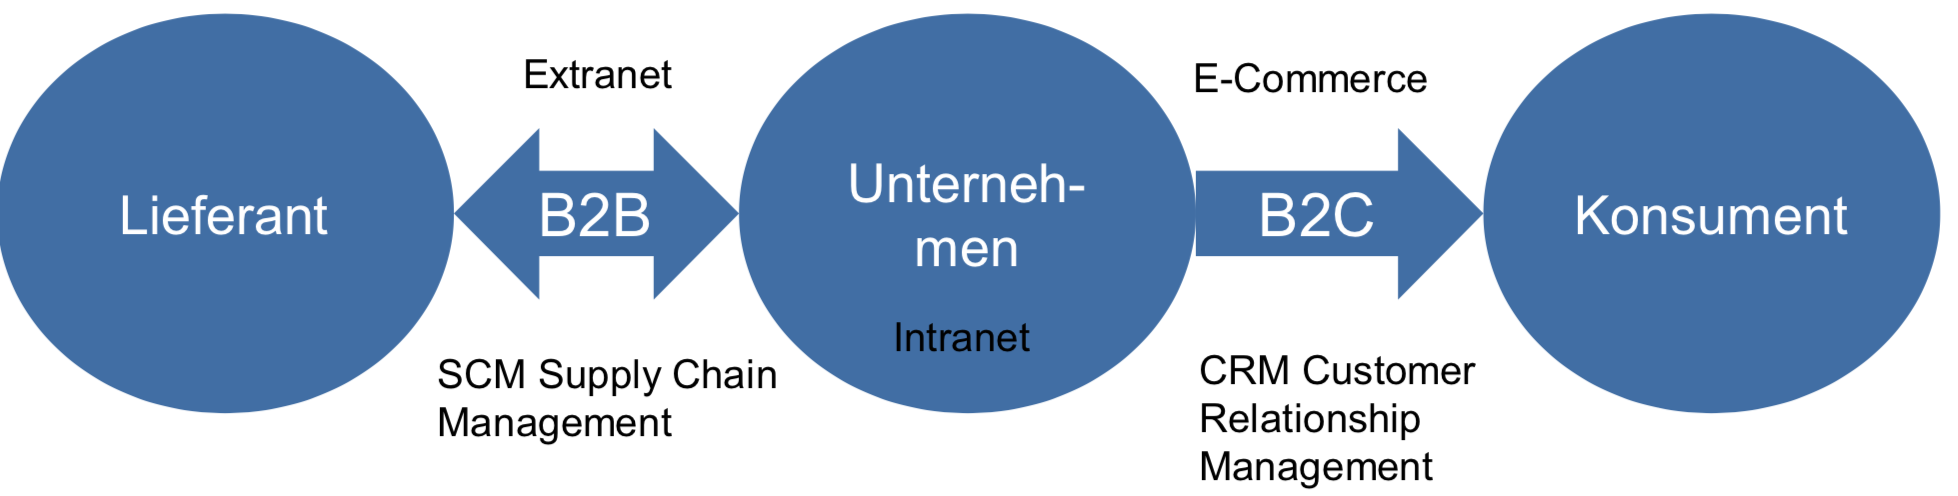 Lieferant
Extranet
B2B
SCM Supply Chain
Management
Unterneh-
men
Intranet
E-Commerce
B2C
CRM Customer
Relationship
Management
Konsument